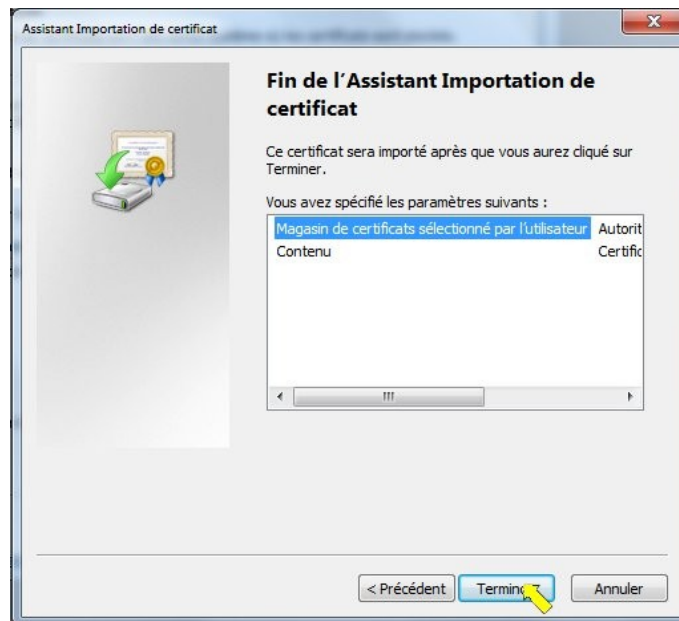 Assistant Importation de certificat
Fin de l'Assistant Importation de
certificat
Ce certificat sera importé après que vous aurez cliqué sur
Terminer.
Vous avez spécifié les paramètres suivants :
Magasin de certificats sélectionné par l'utilisateur Autorit
Contenu Certific
< Précédent Terminer Annuler